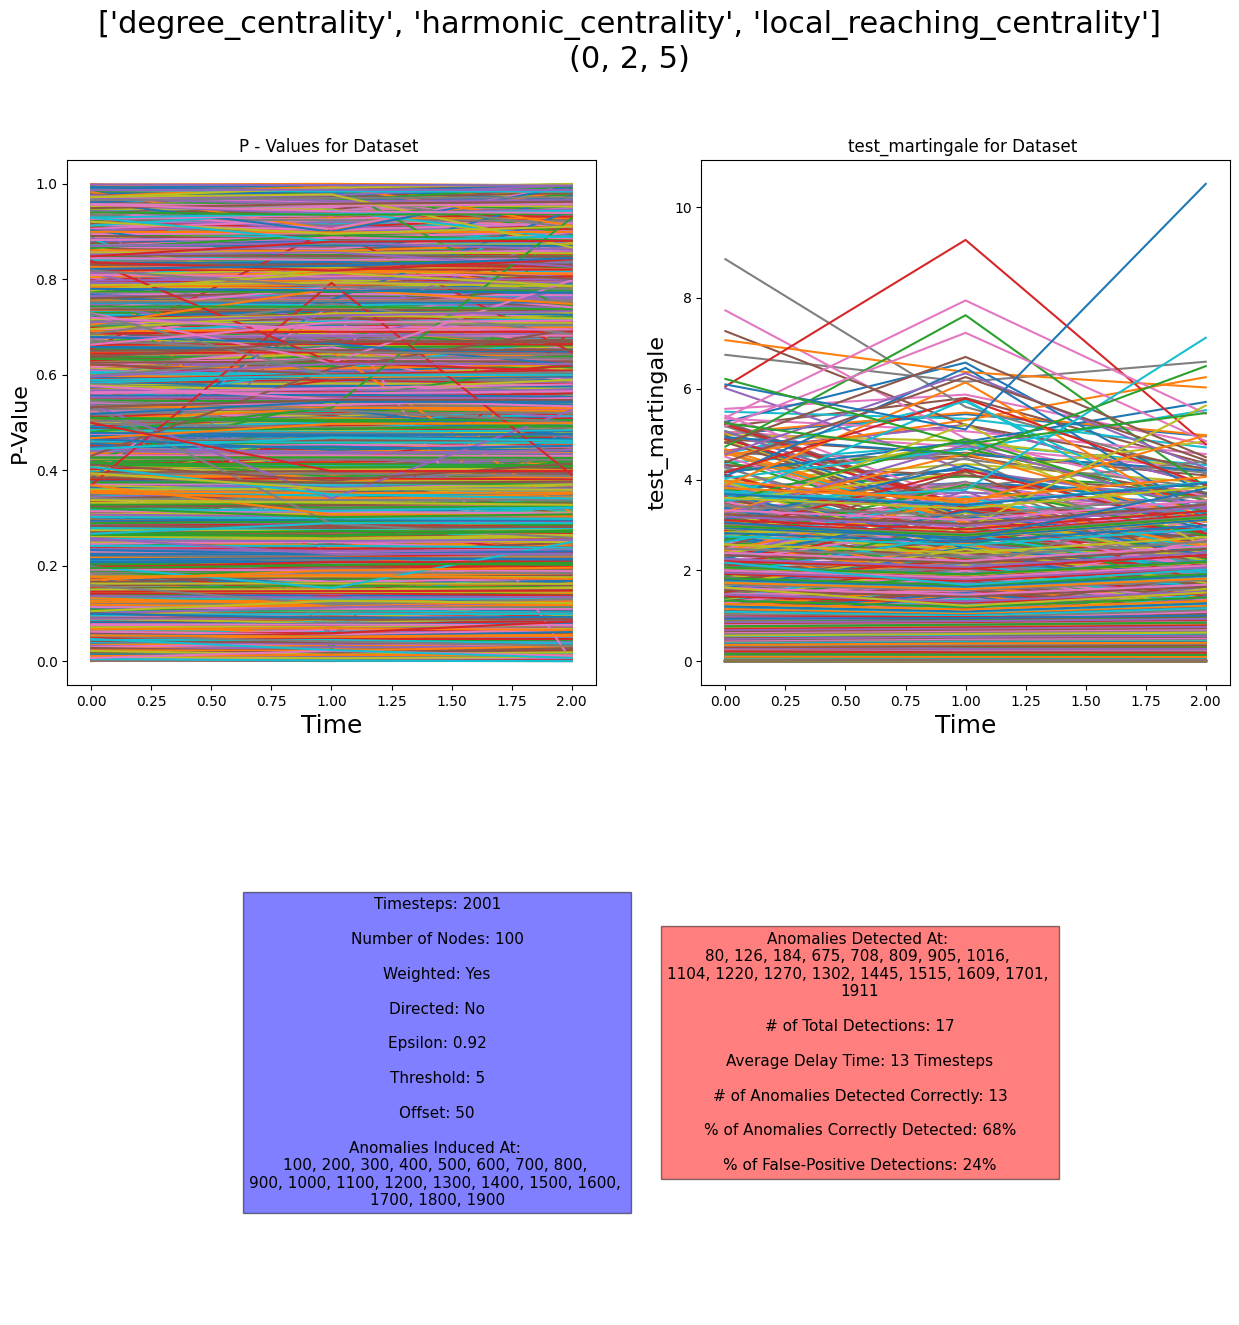 ['degree_centrality', 'harmonic_centrality', 'local_reaching_centrality']
(0, 2, 5)
P - Values for Dataset
1.0
0.8
0.6
0.4
0.2
0.0
P-Value
0.00 0.25 0.50 0.75 1.00 1.25 1.50 1.75 2.00
Time
test_martingale for Dataset
10
8
6
4
2
0
test_martingale
0.00 0.25 0.50 0.75 1.00 1.25 1.50 1.75 2.00
Time
Timesteps: 2001
Number of Nodes: 100
Weighted: Yes
Directed: No
Epsilon: 0.92
Threshold: 5
Offset: 50
Anomalies Induced At:
100, 200, 300, 400, 500, 600, 700, 800,
900, 1000, 1100, 1200, 1300, 1400, 1500, 1600,
1700, 1800, 1900
Anomalies Detected At:
80, 126, 184, 675, 708, 809, 905, 1016,
1104, 1220, 1270, 1302, 1445, 1515, 1609, 1701,
1911
# of Total Detections: 17
Average Delay Time: 13 Timesteps
# of Anomalies Detected Correctly: 13
% of Anomalies Correctly Detected: 68%
% of False-Positive Detections: 24%